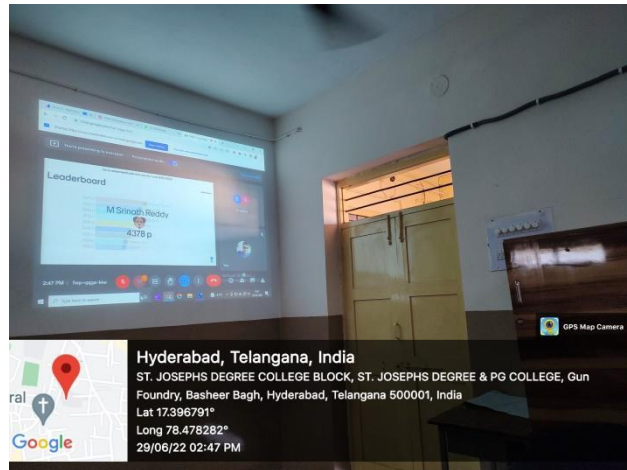 Leaderboard
M Srinath Reddy
4378 p
2:47 PM
GPS Map Camera
Hyderabad, Telangana, India
ST. JOSEPHS DEGREE COLLEGE BLOCK, ST. JOSEPHS DEGREE & PG COLLEGE, Gun
Foundry, Basheer Bagh, Hyderabad, Telangana 500001, India
Lat 17.396791°
Long 78.478282°
29/06/22 02:47 PM
ral
Google